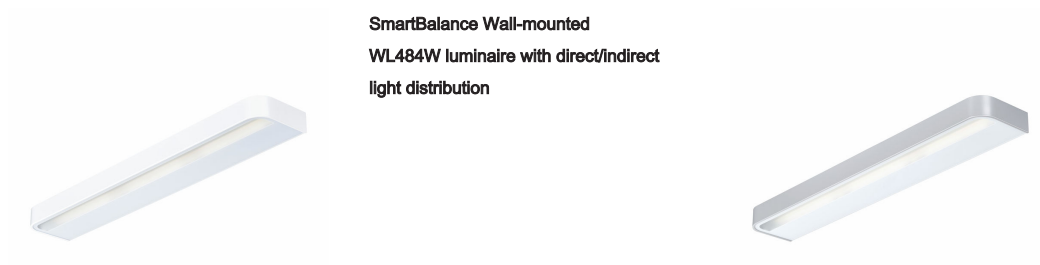 SmartBalance Wall-mounted
WL484W luminaire with direct/indirect
light distribution